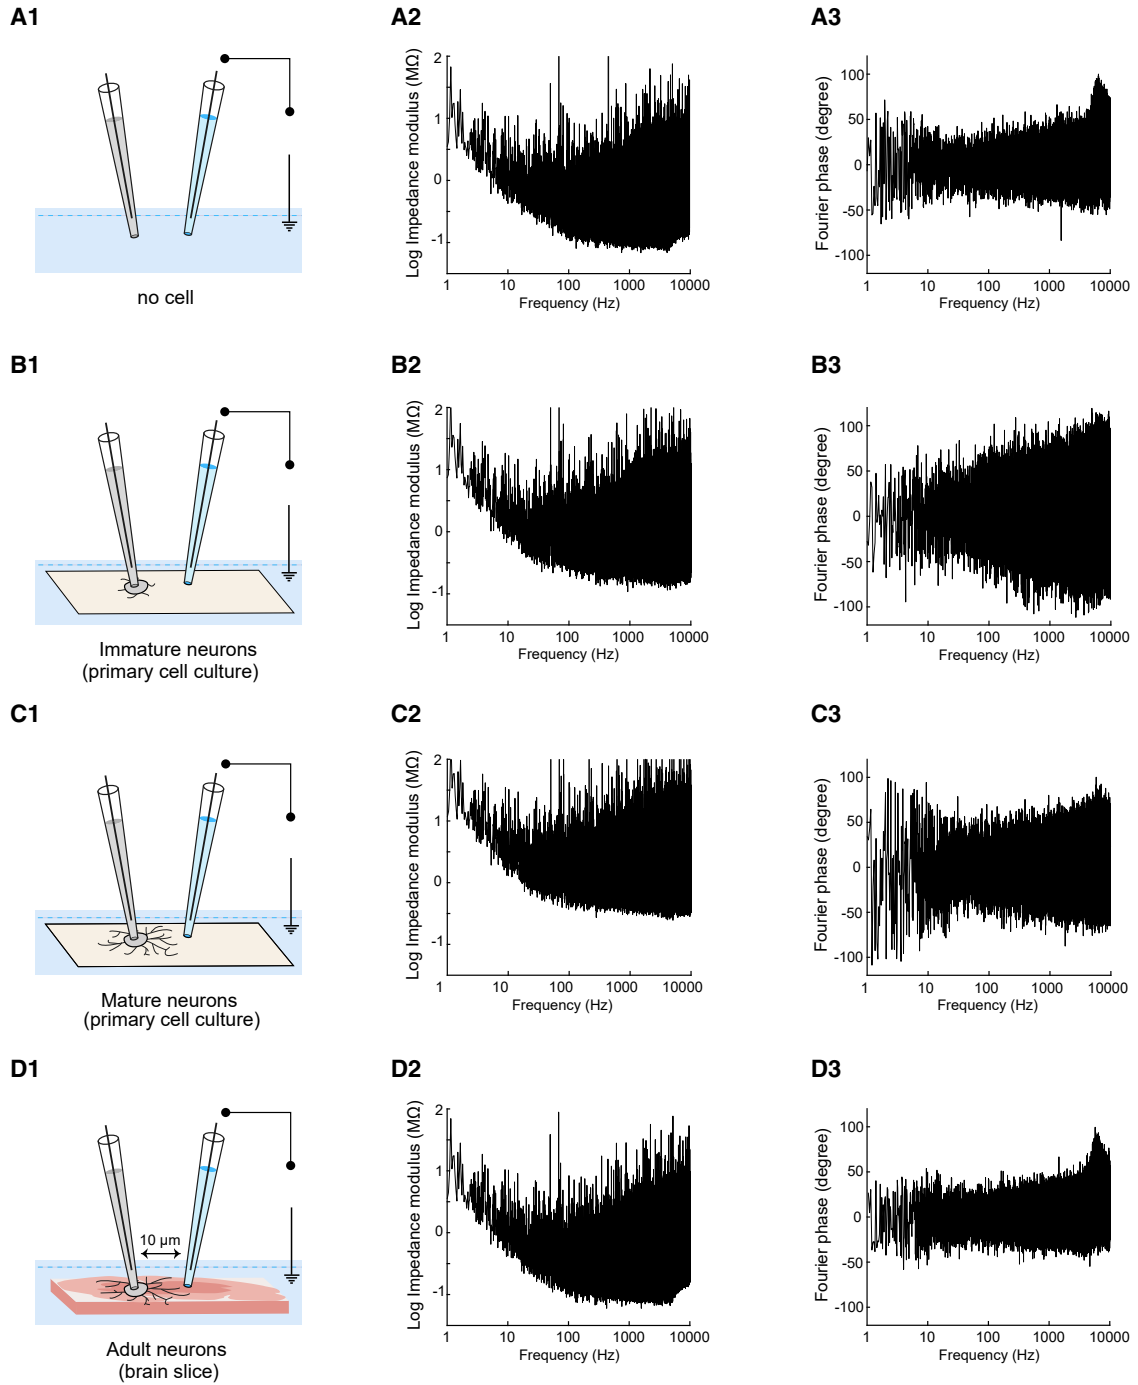 A1
A2
A3
Log Impedance modulus (MΩ)
2
1
0
-1
1
10
100
1000
10000
Frequency (Hz)
Fourier phase (degree)
100
50
0
-50
-100
1
10
100
1000
10000
Frequency (Hz)
no cell
B1
B2
B3
Log Impedance modulus (MΩ)
2
1
0
-1
1
10
100
1000
10000
Frequency (Hz)
Fourier phase (degree)
100
50
0
-50
-100
1
10
100
1000
10000
Frequency (Hz)
Immature neurons
(primary cell culture)
C1
C2
C3
Log Impedance modulus (MΩ)
2
1
0
-1
1
10
100
1000
10000
Frequency (Hz)
Fourier phase (degree)
100
50
0
-50
-100
1
10
100
1000
10000
Frequency (Hz)
Mature neurons
(primary cell culture)
D1
D2
D3
10 µm
Log Impedance modulus (MΩ)
2
1
0
-1
1
10
100
1000
10000
Frequency (Hz)
Fourier phase (degree)
100
50
0
-50
-100
1
10
100
1000
10000
Frequency (Hz)
Adult neurons
(brain slice)